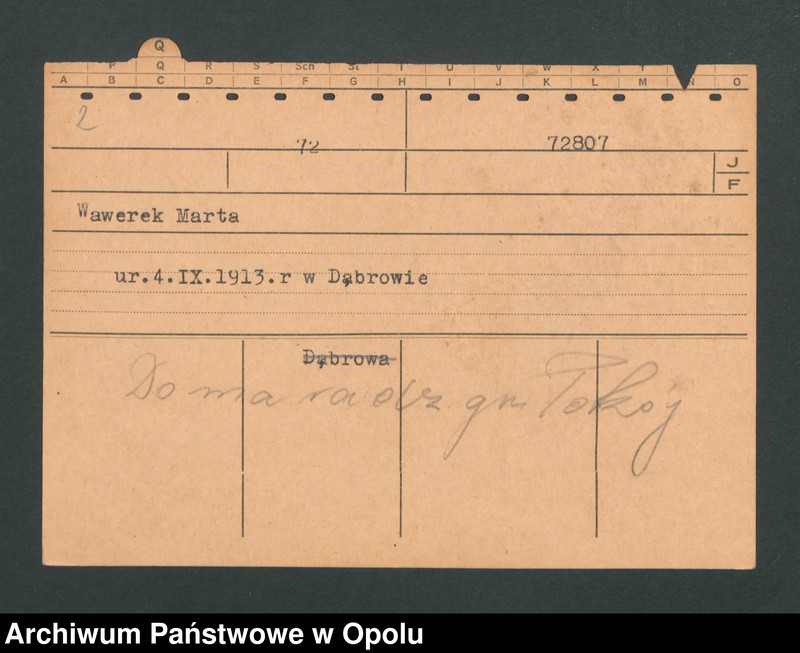 Q
P Q R S Sch St T U V W X Y
A B C D E F G H I J K L M N O
2
72 72807
J
F
Wawerek Marta
ur.4.IX.1913.r w Dąbrowie
Dąbrowa
Domaradz gm Pokój
Archiwum Państwowe w Opolu